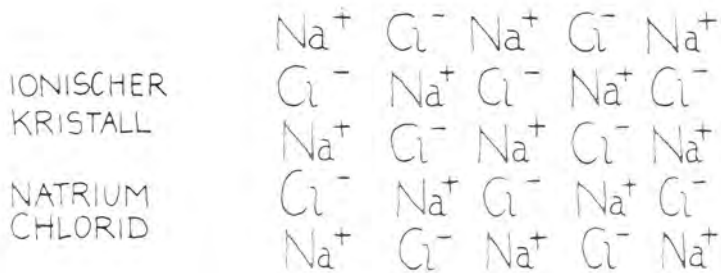 Na⁺ Cl⁻ Na⁺ Cl⁻ Na⁺
IONISCHER
KRISTALL
Cl⁻ Na⁺ Cl⁻ Na⁺ Cl⁻
Na⁺ Cl⁻ Na⁺ Cl⁻ Na⁺
NATRIUM
CHLORID
Cl⁻ Na⁺ Cl⁻ Na⁺ Cl⁻
Na⁺ Cl⁻ Na⁺ Cl⁻ Na⁺